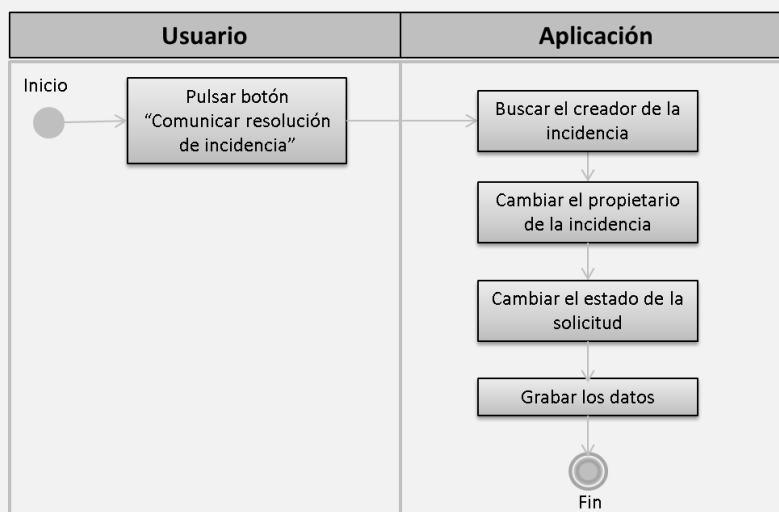 Usuario
Aplicación
Inicio
Pulsar botón
“Comunicar resolución
de incidencia”
Buscar el creador de la
incidencia
Cambiar el propietario
de la incidencia
Cambiar el estado de la
solicitud
Grabar los datos
Fin